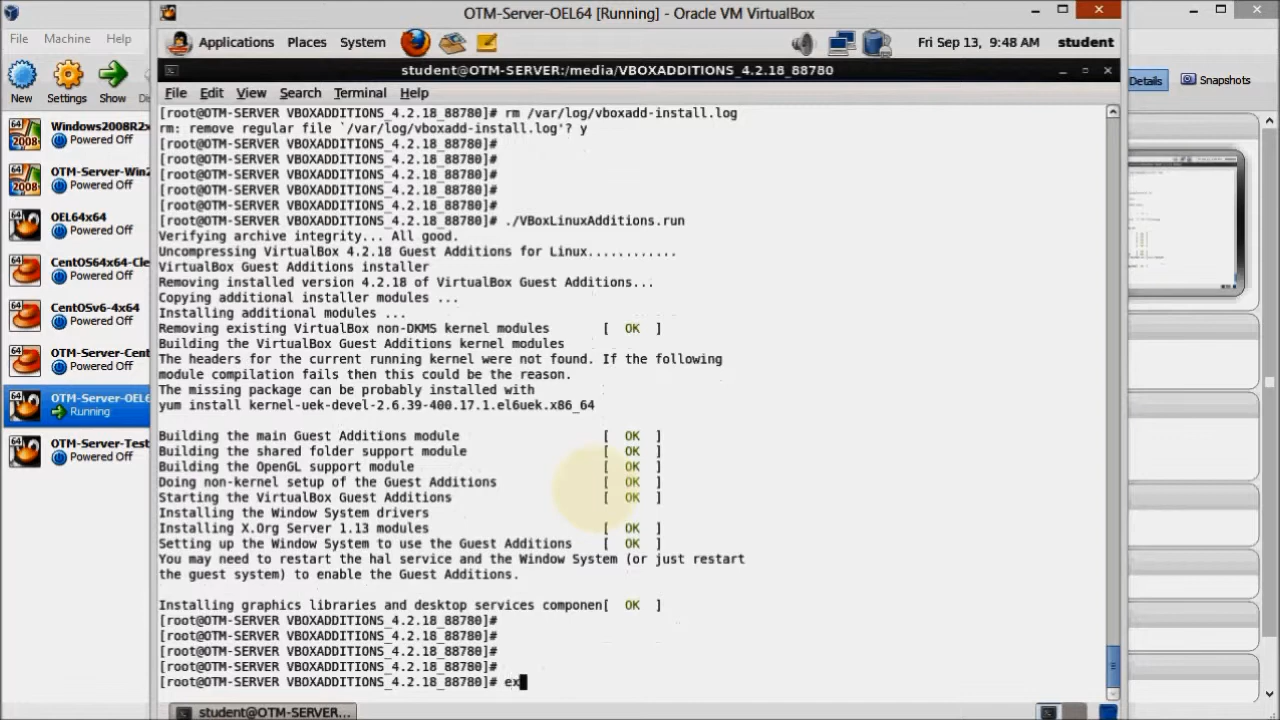 OTM-Server-OEL64 [Running] - Oracle VM VirtualBox
File Machine Help
Applications Places System
Fri Sep 13, 9:48 AM student
student@OTM-SERVER:/media/VBOXADDITIONS_4.2.18_88780
File Edit View Search Terminal Help
New Settings Show
Details Snapshots
Windows2008R2x
Powered Off
OTM-Server-Win2
Powered Off
OEL64x64
Powered Off
CentOS64x64-Cle
Powered Off
CentOSv6-4x64
Powered Off
OTM-Server-Cent
Powered Off
OTM-Server-OEL6
Running
OTM-Server-Test
Powered Off
[root@OTM-SERVER VBOXADDITIONS_4.2.18_88780]# rm /var/log/vboxadd-install.log
rm: remove regular file `/var/log/vboxadd-install.log'? y
[root@OTM-SERVER VBOXADDITIONS_4.2.18_88780]#
[root@OTM-SERVER VBOXADDITIONS_4.2.18_88780]#
[root@OTM-SERVER VBOXADDITIONS_4.2.18_88780]#
[root@OTM-SERVER VBOXADDITIONS_4.2.18_88780]#
[root@OTM-SERVER VBOXADDITIONS_4.2.18_88780]#
[root@OTM-SERVER VBOXADDITIONS_4.2.18_88780]# ./VBoxLinuxAdditions.run
Verifying archive integrity... All good.
Uncompressing VirtualBox 4.2.18 Guest Additions for Linux............
VirtualBox Guest Additions installer
Removing installed version 4.2.18 of VirtualBox Guest Additions...
Copying additional installer modules ...
Installing additional modules ...
Removing existing VirtualBox non-DKMS kernel modules [ OK ]
Building the VirtualBox Guest Additions kernel modules
The headers for the current running kernel were not found. If the following
module compilation fails then this could be the reason.
The missing package can be probably installed with
yum install kernel-uek-devel-2.6.39-400.17.1.el6uek.x86_64
Building the main Guest Additions module [ OK ]
Building the shared folder support module [ OK ]
Building the OpenGL support module [ OK ]
Doing non-kernel setup of the Guest Additions [ OK ]
Starting the VirtualBox Guest Additions [ OK ]
Installing the Window System drivers
Installing X.Org Server 1.13 modules [ OK ]
Setting up the Window System to use the Guest Additions [ OK ]
You may need to restart the hal service and the Window System (or just restart
the guest system) to enable the Guest Additions.
Installing graphics libraries and desktop services componen[ OK ]
[root@OTM-SERVER VBOXADDITIONS_4.2.18_88780]#
[root@OTM-SERVER VBOXADDITIONS_4.2.18_88780]#
[root@OTM-SERVER VBOXADDITIONS_4.2.18_88780]#
[root@OTM-SERVER VBOXADDITIONS_4.2.18_88780]#
[root@OTM-SERVER VBOXADDITIONS_4.2.18_88780]# ex
student@OTM-SERVER...